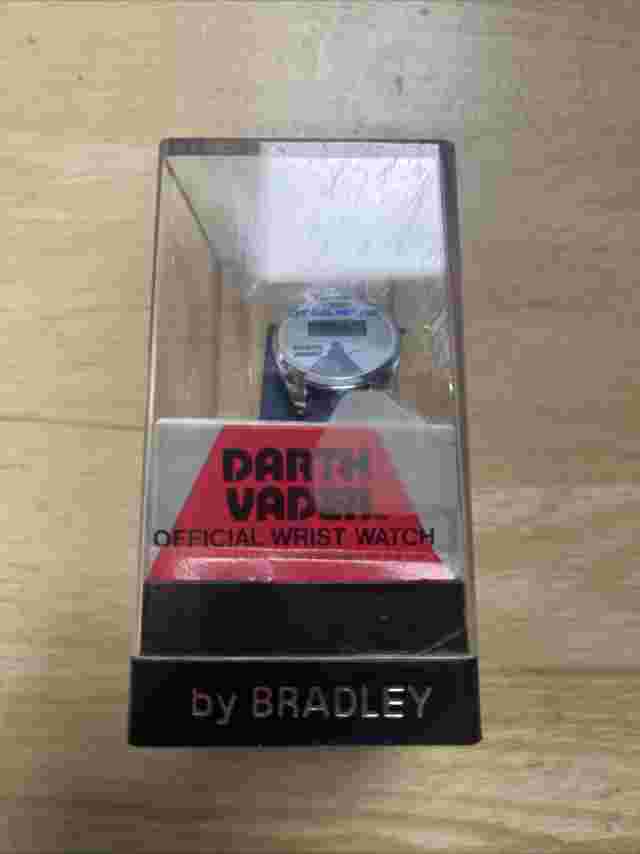 DARTH
VADER
OFFICIAL WRIST WATCH
by BRADLEY